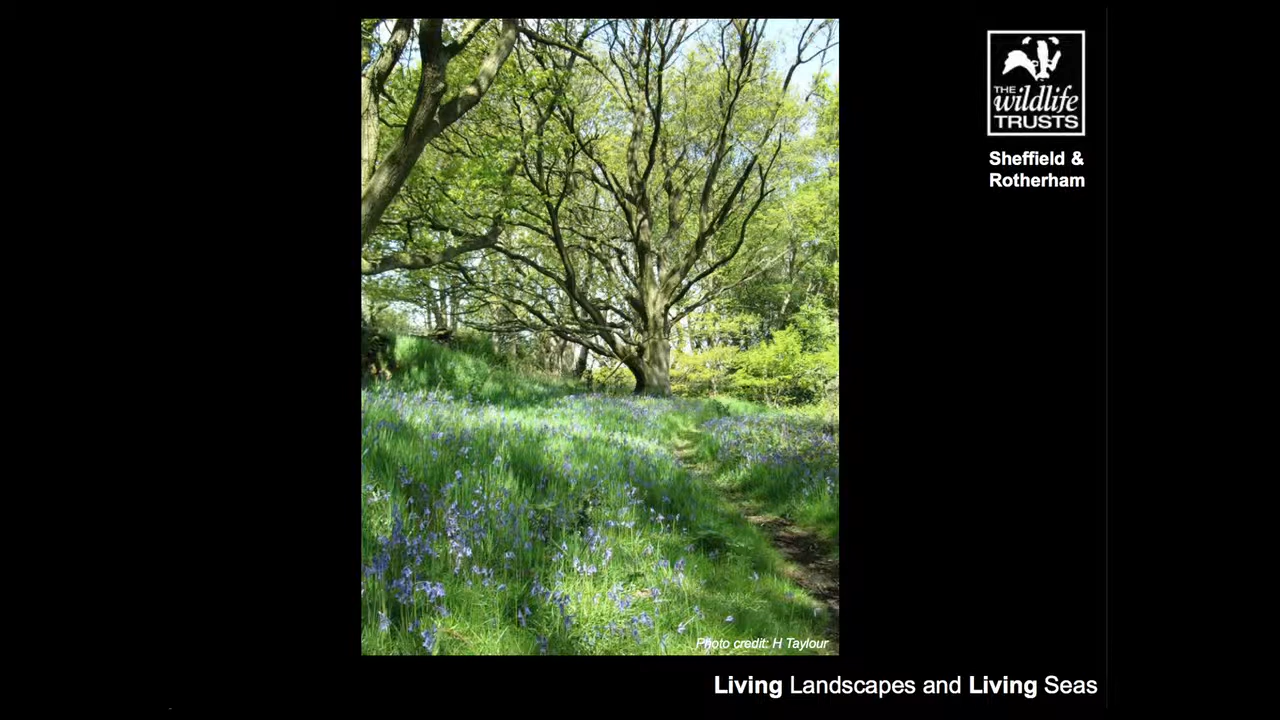 THE
wildlife
TRUSTS
Sheffield &
Rotherham
Photo credit: H Taylour
Living Landscapes and Living Seas